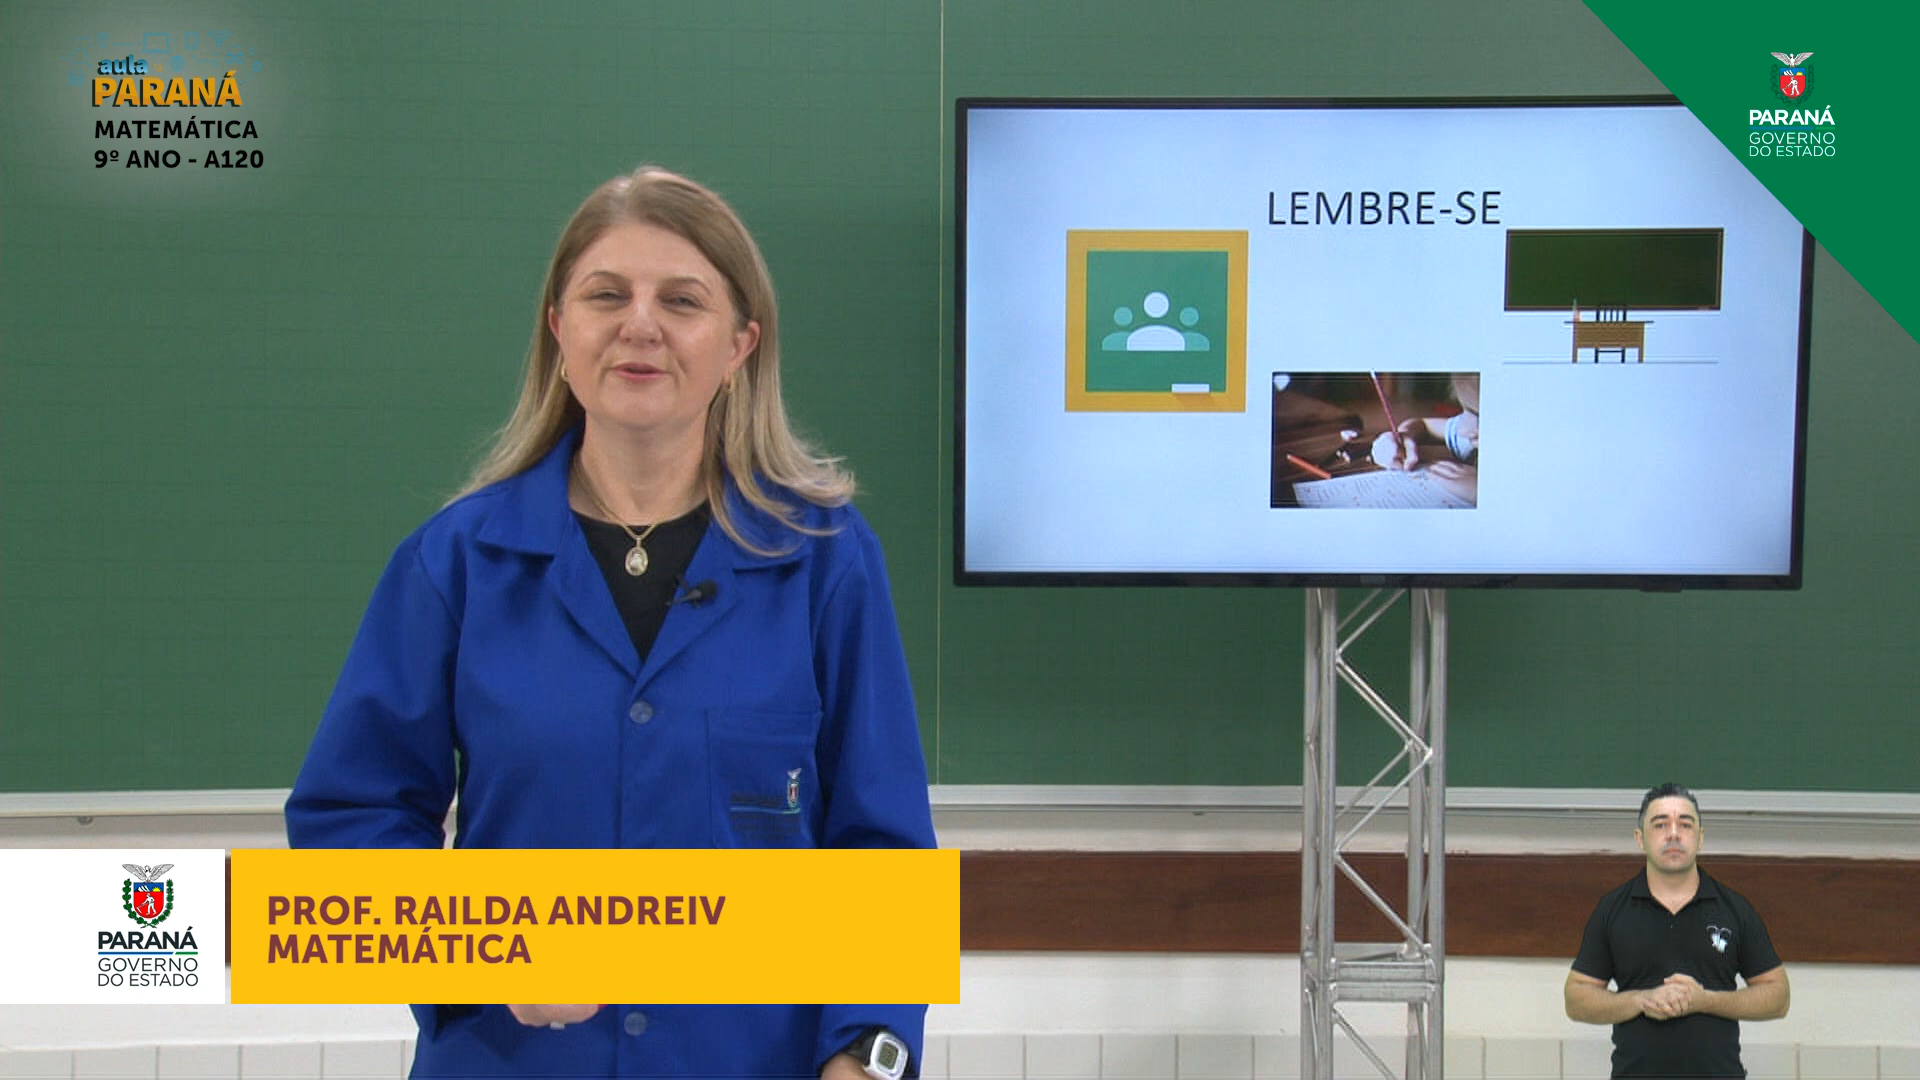 aula
PARANÁ
MATEMÁTICA
9º ANO - A120
PARANÁ
GOVERNO
DO ESTADO
LEMBRE-SE
PROF. RAILDA ANDREIV
MATEMÁTICA
PARANÁ
GOVERNO
DO ESTADO